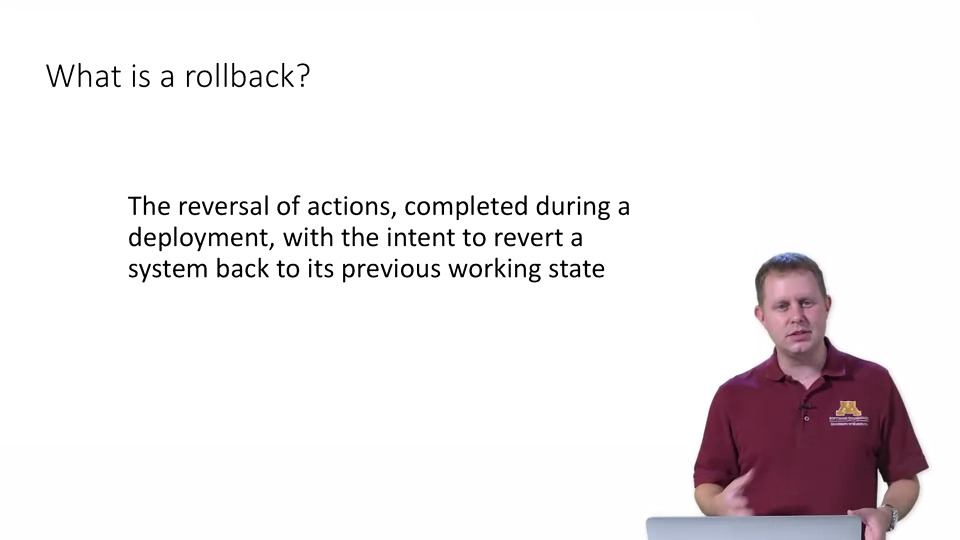 What is a rollback?
The reversal of actions, completed during a
deployment, with the intent to revert a
system back to its previous working state